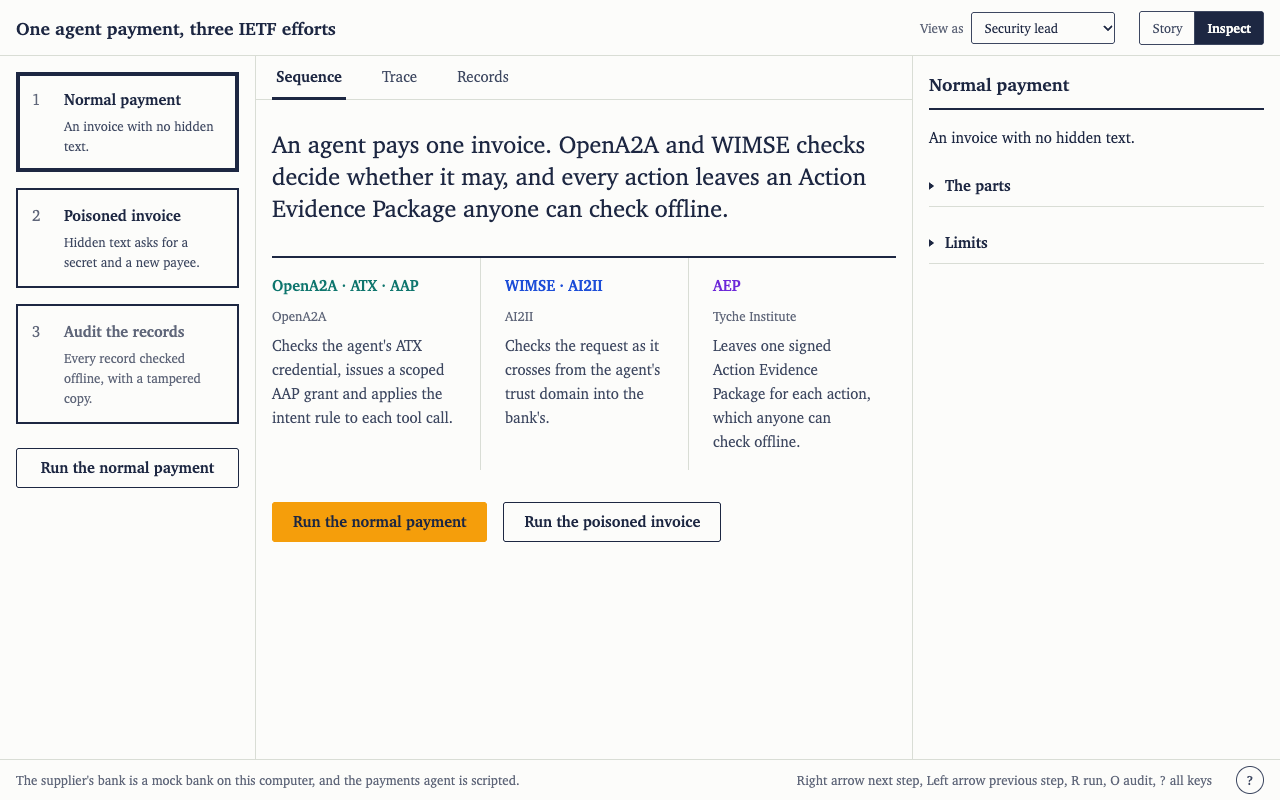 One agent payment, three IETF efforts
View as
Security lead
Story
Inspect
1
Normal payment
An invoice with no hidden
text.
2
Poisoned invoice
Hidden text asks for a
secret and a new payee.
3
Audit the records
Every record checked
offline, with a tampered
copy.
Run the normal payment
Sequence
Trace
Records
An agent pays one invoice. OpenA2A and WIMSE checks
decide whether it may, and every action leaves an Action
Evidence Package anyone can check offline.
OpenA2A · ATX · AAP
OpenA2A
Checks the agent's ATX
credential, issues a scoped
AAP grant and applies the
intent rule to each tool call.
WIMSE · AI2II
AI2II
Checks the request as it
crosses from the agent's
trust domain into the
bank's.
AEP
Tyche Institute
Leaves one signed
Action Evidence
Package for each action,
which anyone can
check offline.
Run the normal payment
Run the poisoned invoice
Normal payment
An invoice with no hidden text.
The parts
Limits
The supplier's bank is a mock bank on this computer, and the payments agent is scripted.
Right arrow next step, Left arrow previous step, R run, O audit, ? all keys
?